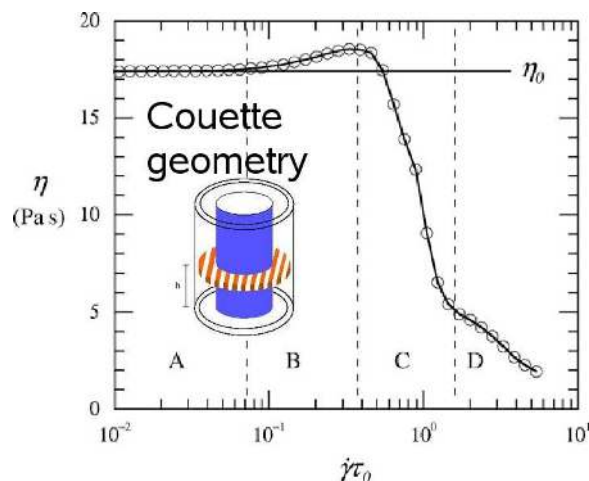 20
η₀
15
Couette
geometry
η
(Pa s)
10
5
h
A B C D
0
10⁻² 10⁻¹ 10⁰ 10¹
γ̇τ₀